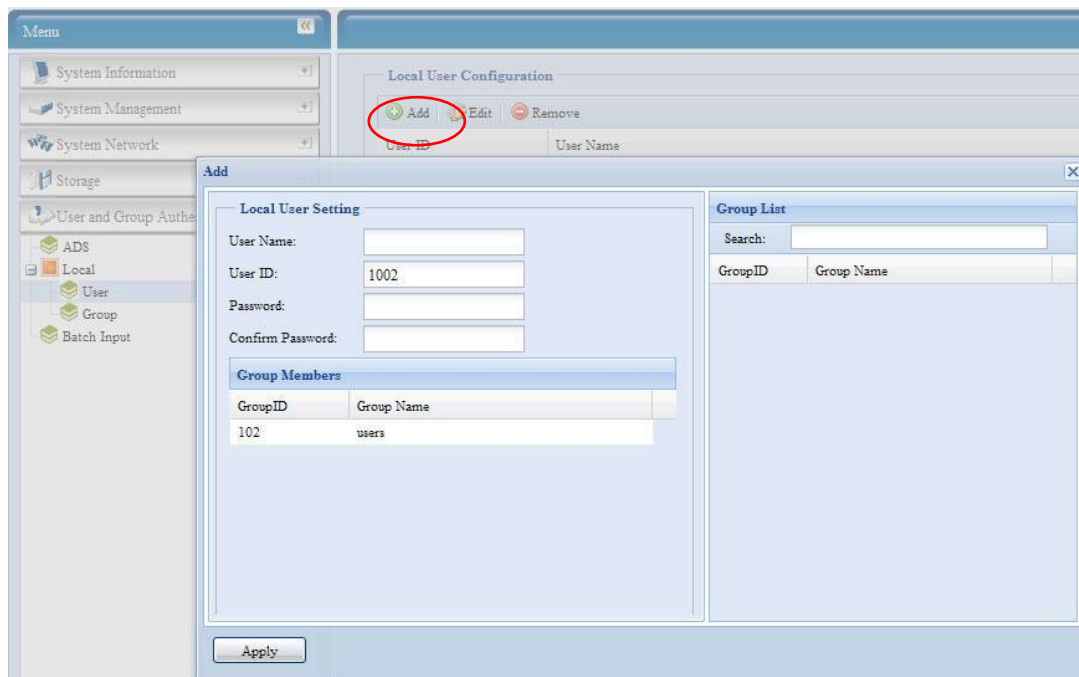 Menu
System Information
System Management
System Network
Storage
User and Group Authe
ADS
Local
User
Group
Batch Input
Local User Configuration
Add Edit Remove
User ID User Name
Add
Local User Setting
User Name:
User ID: 1002
Password:
Confirm Password:
Group Members
GroupID Group Name
102 users
Group List
Search:
GroupID Group Name
Apply